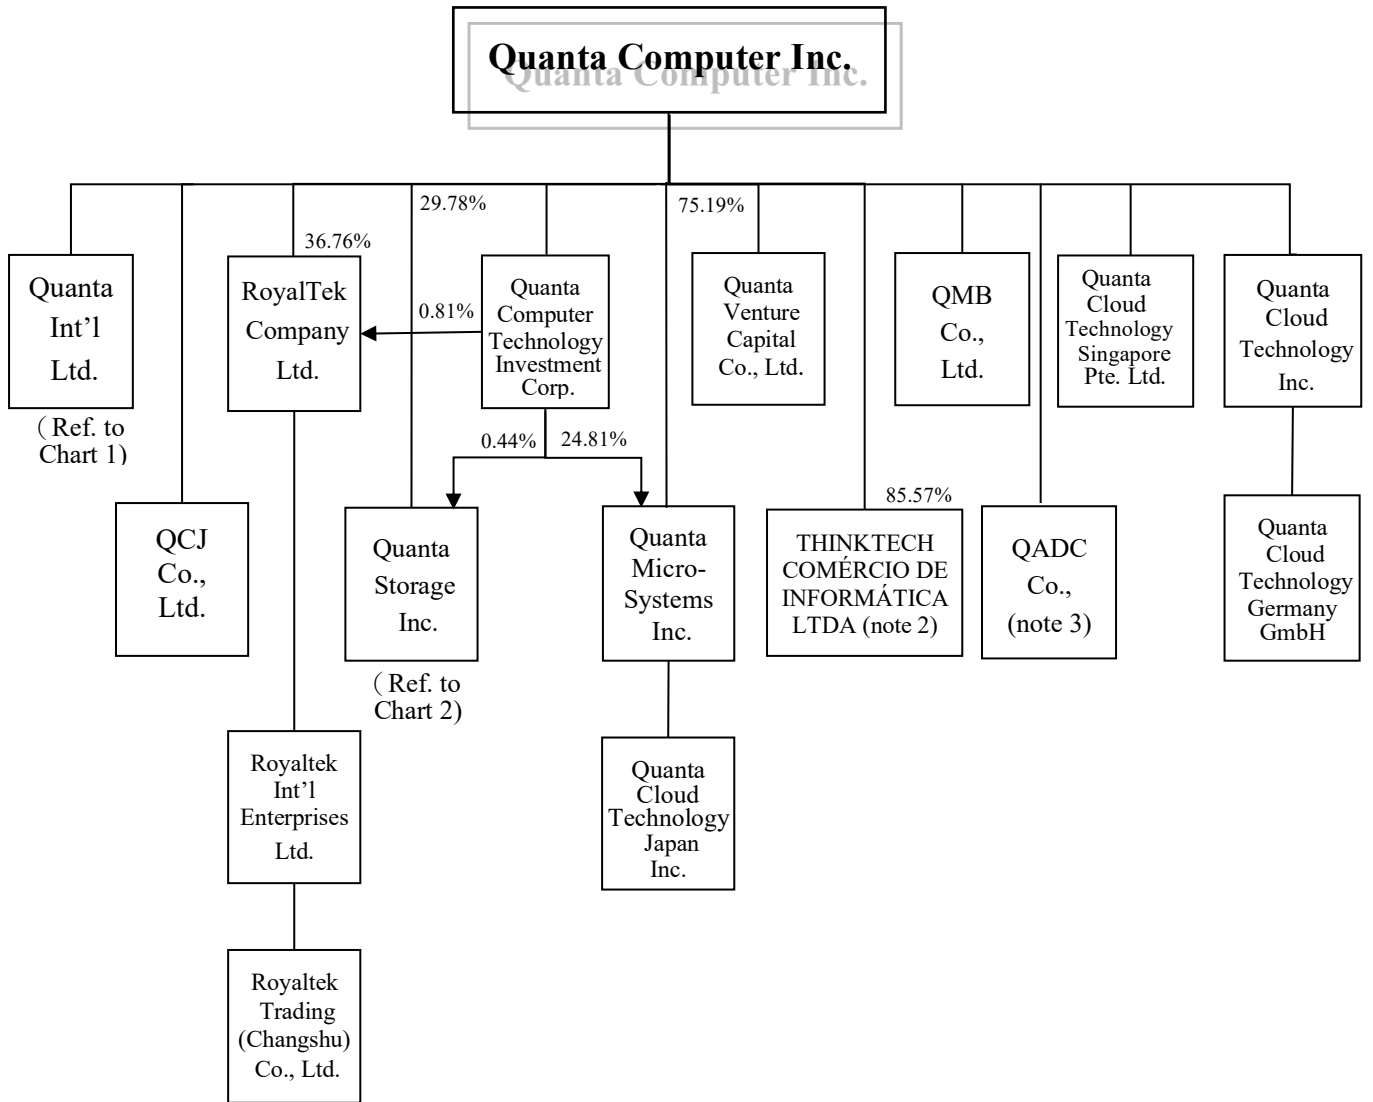 Quanta Computer Inc.
29.78%
75.19%
36.76%
Quanta
Int’l
Ltd.
(Ref. to
Chart 1)
RoyalTek
Company
Ltd.
0.81%
Quanta
Computer
Technology
Investment
Corp.
Quanta
Venture
Capital
Co., Ltd.
QMB
Co.,
Ltd.
Quanta
Cloud
Technology
Singapore
Pte. Ltd.
Quanta
Cloud
Technology
Inc.
0.44%
24.81%
85.57%
QCJ
Co.,
Ltd.
Quanta
Storage
Inc.
(Ref. to
Chart 2)
Quanta
Micro-
Systems
Inc.
THINKTECH
COMÉRCIO DE
INFORMÁTICA
LTDA (note 2)
QADC
Co.,
(note 3)
Quanta
Cloud
Technology
Germany
GmbH
Royaltek
Int’l
Enterprises
Ltd.
Quanta
Cloud
Technology
Japan
Inc.
Royaltek
Trading
(Changshu)
Co., Ltd.